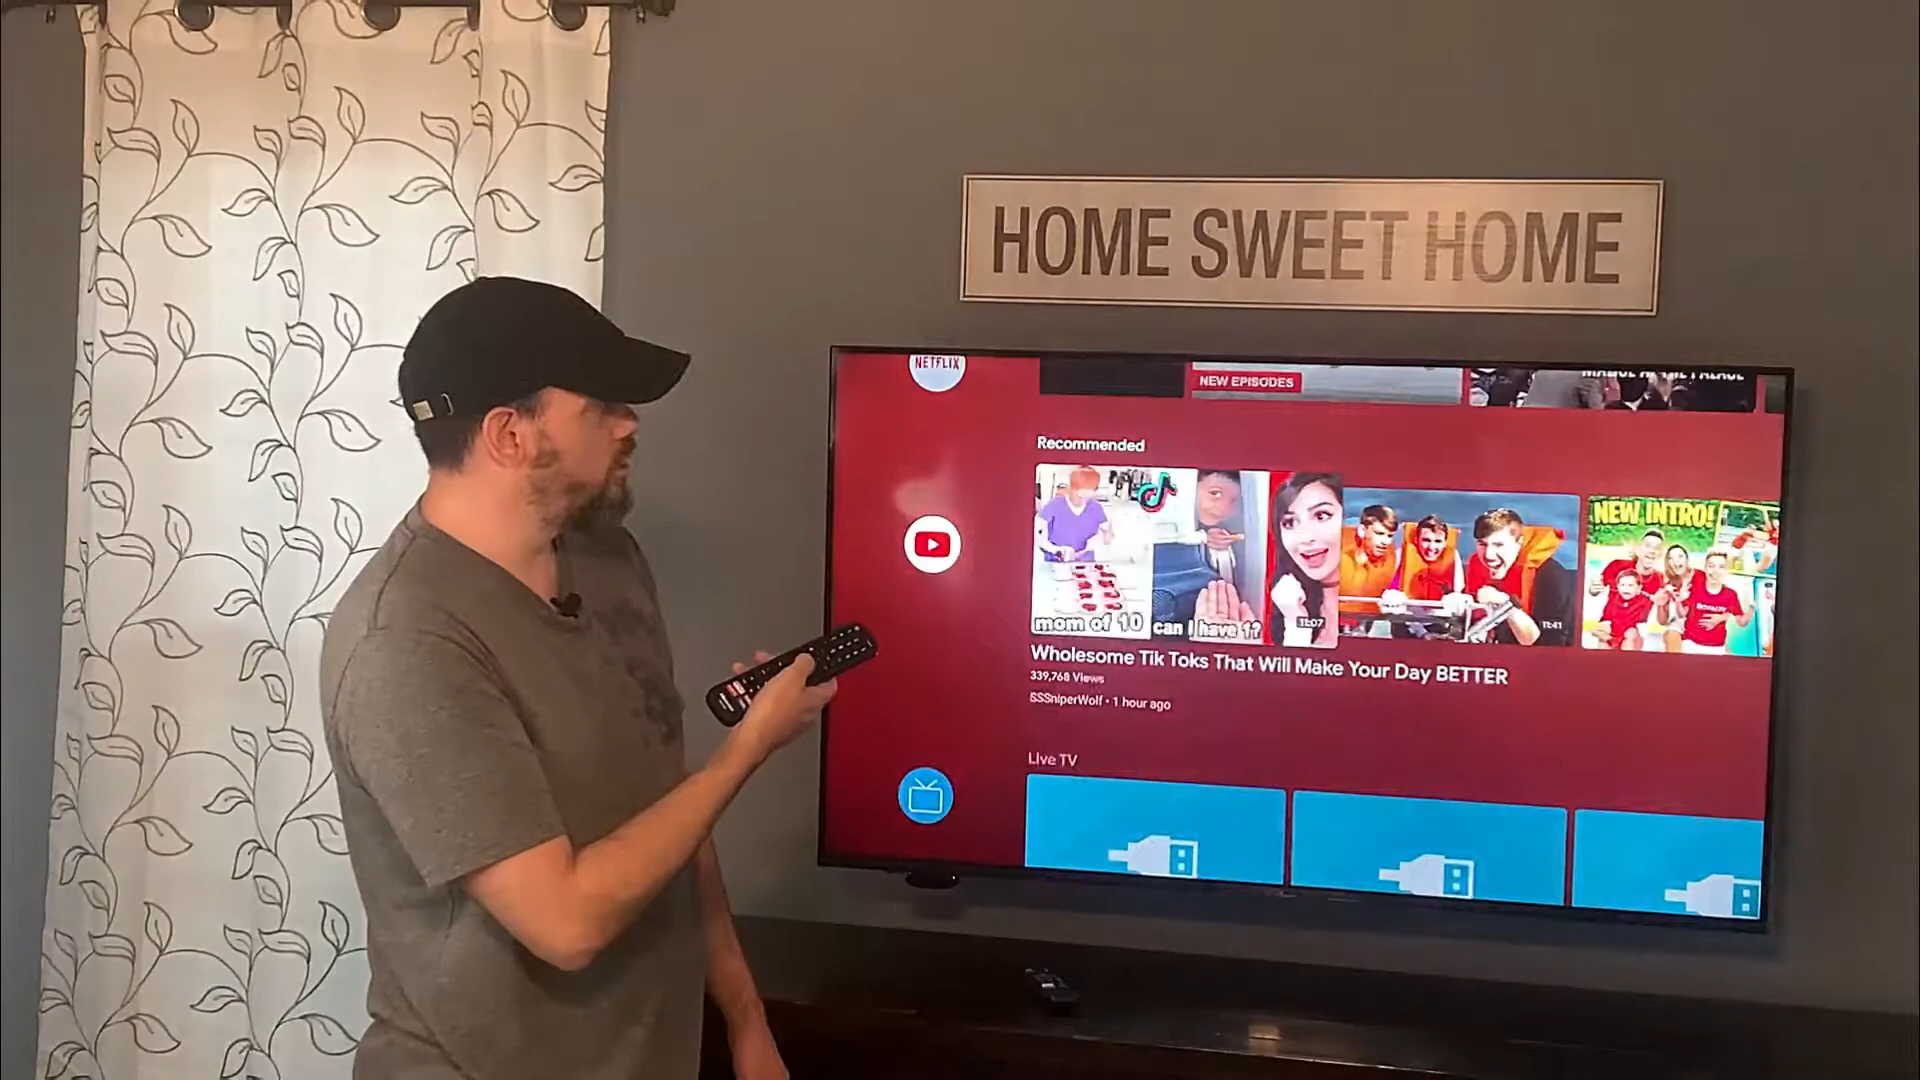 HOME SWEET HOME
NETFLIX
NEW EPISODES
Recommended
NEW INTRO!
mom of 10
can I have 1?
11:07
11:41
Wholesome Tik Toks That Will Make Your Day BETTER
339,768 Views
SSSniperWolf • 1 hour ago
Live TV